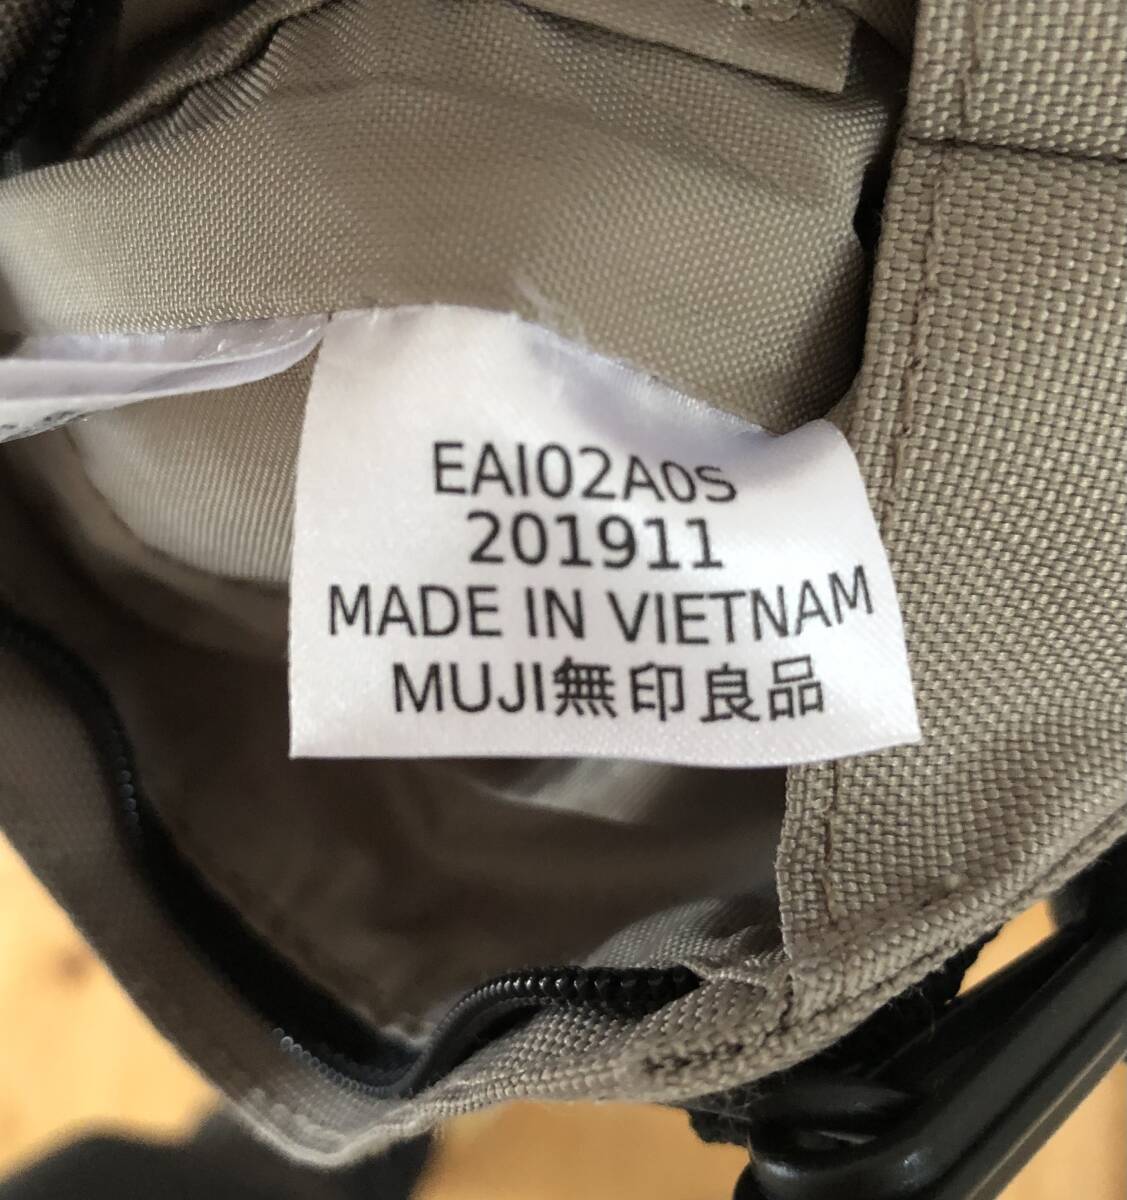 EAI02A0S
201911
MADE IN VIETNAM
MUJI無印良品